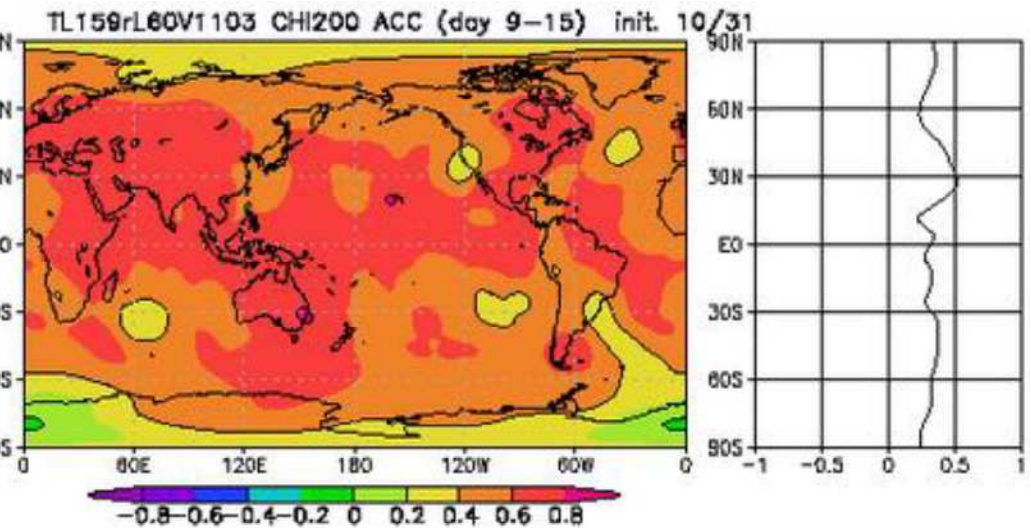 TL159rL60V1103 CHI200 ACC (day 9-15) init. 10/31
N
N
N
0
S
S
S
0 60E 120E 180 120W 60W 0
-0.8-0.6-0.4-0.2 0 0.2 0.4 0.6 0.8
90N
60N
30N
EQ
30S
60S
90S
-1 -0.5 0 0.5 1